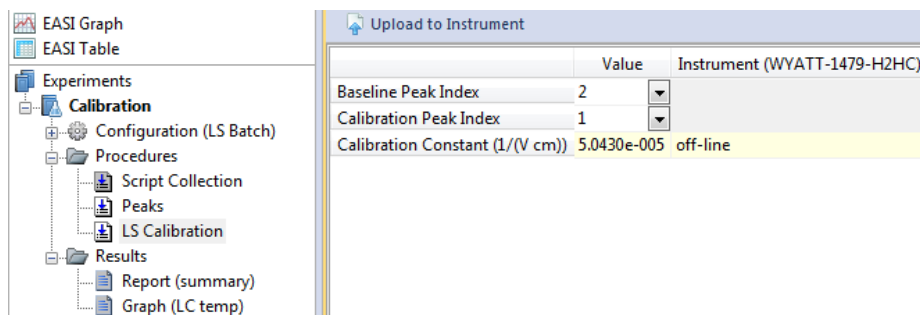 EASI Graph
EASI Table
Experiments
Calibration
Configuration (LS Batch)
Procedures
Script Collection
Peaks
LS Calibration
Results
Report (summary)
Graph (LC temp)
Upload to Instrument
Value Instrument (WYATT-1479-H2HC)
Baseline Peak Index 2
Calibration Peak Index 1
Calibration Constant (1/(V cm)) 5.0430e-005 off-line